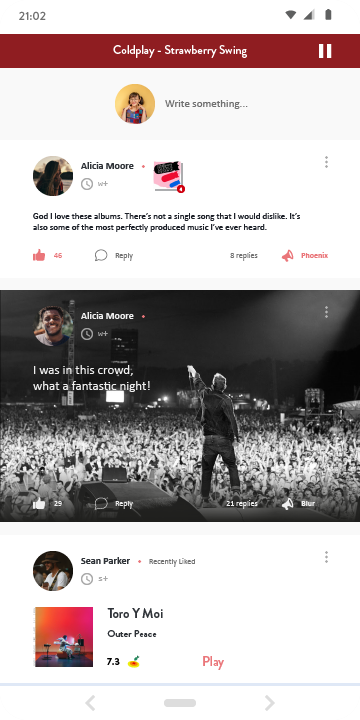 21:02
Coldplay - Strawberry Swing
Write something...
Alicia Moore
w+
4
God I love these albums. There's not a single song that I would dislike. It's
also some of the most perfectly produced music I've ever heard.
46
Reply
8 replies
Phoenix
Alicia Moore
w+
I was in this crowd,
what a fantastic night!
29
Reply
21 replies
Blur
Sean Parker
Recently Liked
s+
Toro Y Moi
Outer Peace
7.3
Play